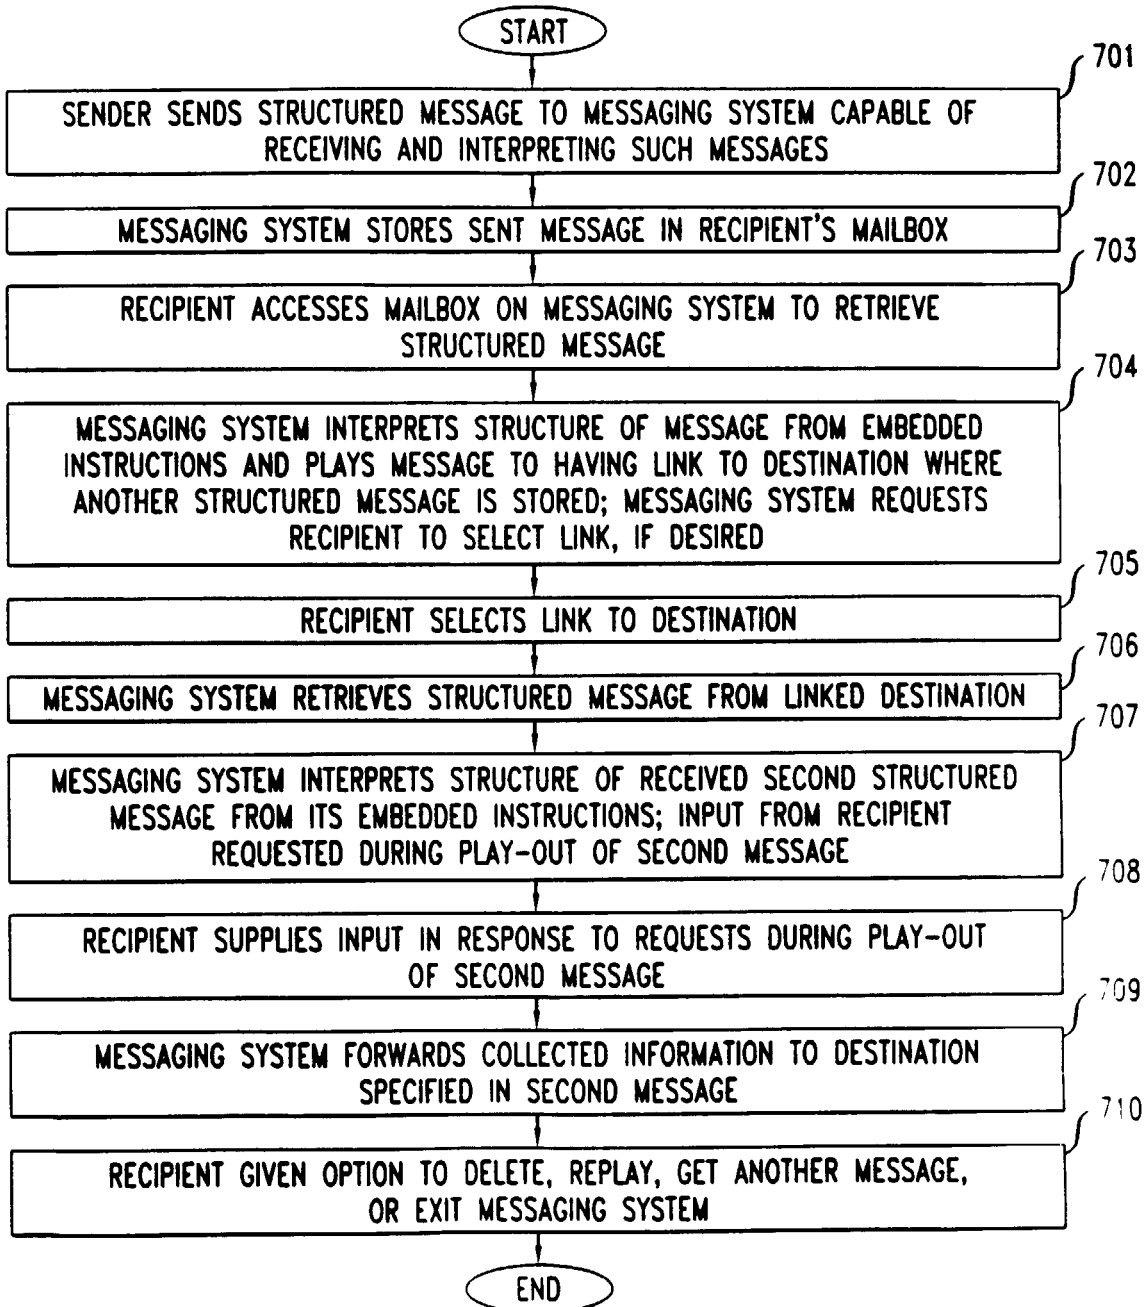 START
701
SENDER SENDS STRUCTURED MESSAGE TO MESSAGING SYSTEM CAPABLE OF
RECEIVING AND INTERPRETING SUCH MESSAGES
702
MESSAGING SYSTEM STORES SENT MESSAGE IN RECIPIENT'S MAILBOX
703
RECIPIENT ACCESSES MAILBOX ON MESSAGING SYSTEM TO RETRIEVE
STRUCTURED MESSAGE
704
MESSAGING SYSTEM INTERPRETS STRUCTURE OF MESSAGE FROM EMBEDDED
INSTRUCTIONS AND PLAYS MESSAGE TO HAVING LINK TO DESTINATION WHERE
ANOTHER STRUCTURED MESSAGE IS STORED; MESSAGING SYSTEM REQUESTS
RECIPIENT TO SELECT LINK, IF DESIRED
705
RECIPIENT SELECTS LINK TO DESTINATION
706
MESSAGING SYSTEM RETRIEVES STRUCTURED MESSAGE FROM LINKED DESTINATION
707
MESSAGING SYSTEM INTERPRETS STRUCTURE OF RECEIVED SECOND STRUCTURED
MESSAGE FROM ITS EMBEDDED INSTRUCTIONS; INPUT FROM RECIPIENT
REQUESTED DURING PLAY-OUT OF SECOND MESSAGE
708
RECIPIENT SUPPLIES INPUT IN RESPONSE TO REQUESTS DURING PLAY-OUT
OF SECOND MESSAGE
709
MESSAGING SYSTEM FORWARDS COLLECTED INFORMATION TO DESTINATION
SPECIFIED IN SECOND MESSAGE
710
RECIPIENT GIVEN OPTION TO DELETE, REPLAY, GET ANOTHER MESSAGE,
OR EXIT MESSAGING SYSTEM
END